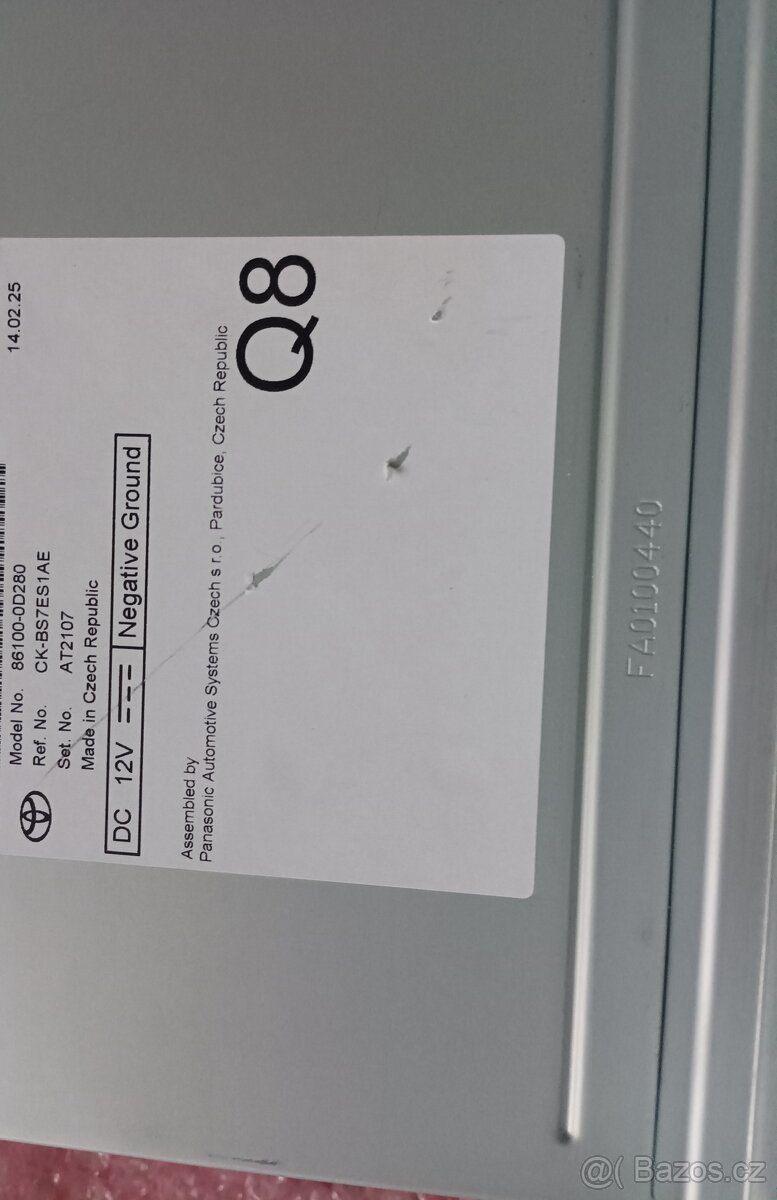 14.02.25
Model No. 86100-0D280
Ref. No. CK-BS7ES1AE
Set. No. AT2107
Made in Czech Republic
DC 12V Negative Ground
Assembled by
Panasonic Automotive Systems Czech s r.o., Pardubice, Czech Republic
Q8
FA0100440
@( Bazos.cz